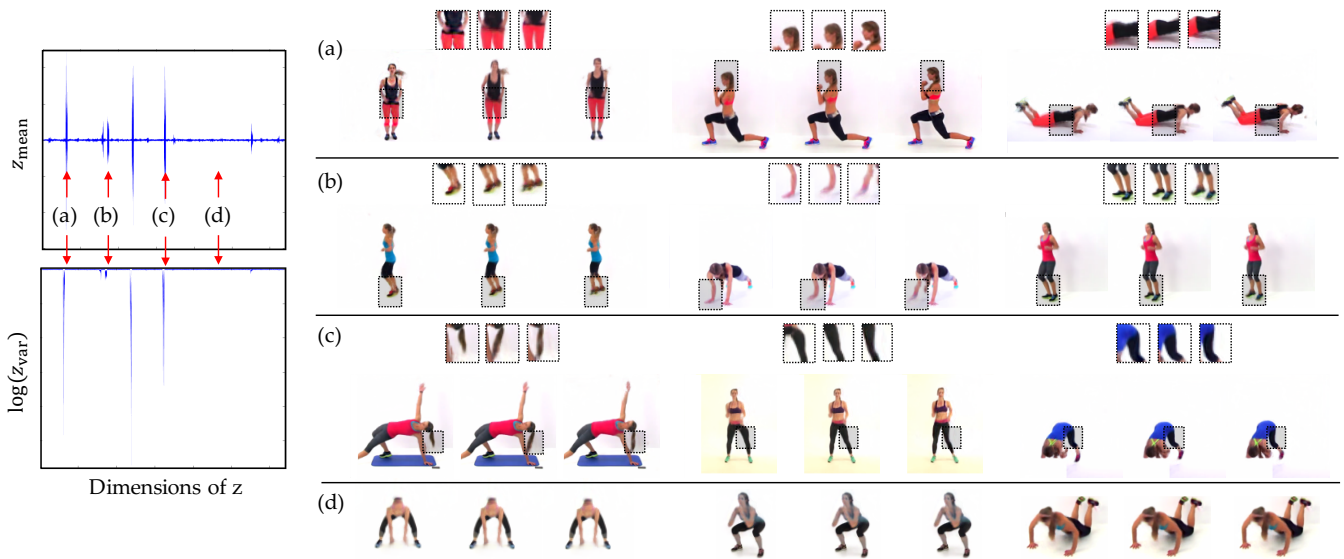 z_mean
(a) (b) (c) (d)
log(z_var)
Dimensions of z
(a)
(b)
(c)
(d)